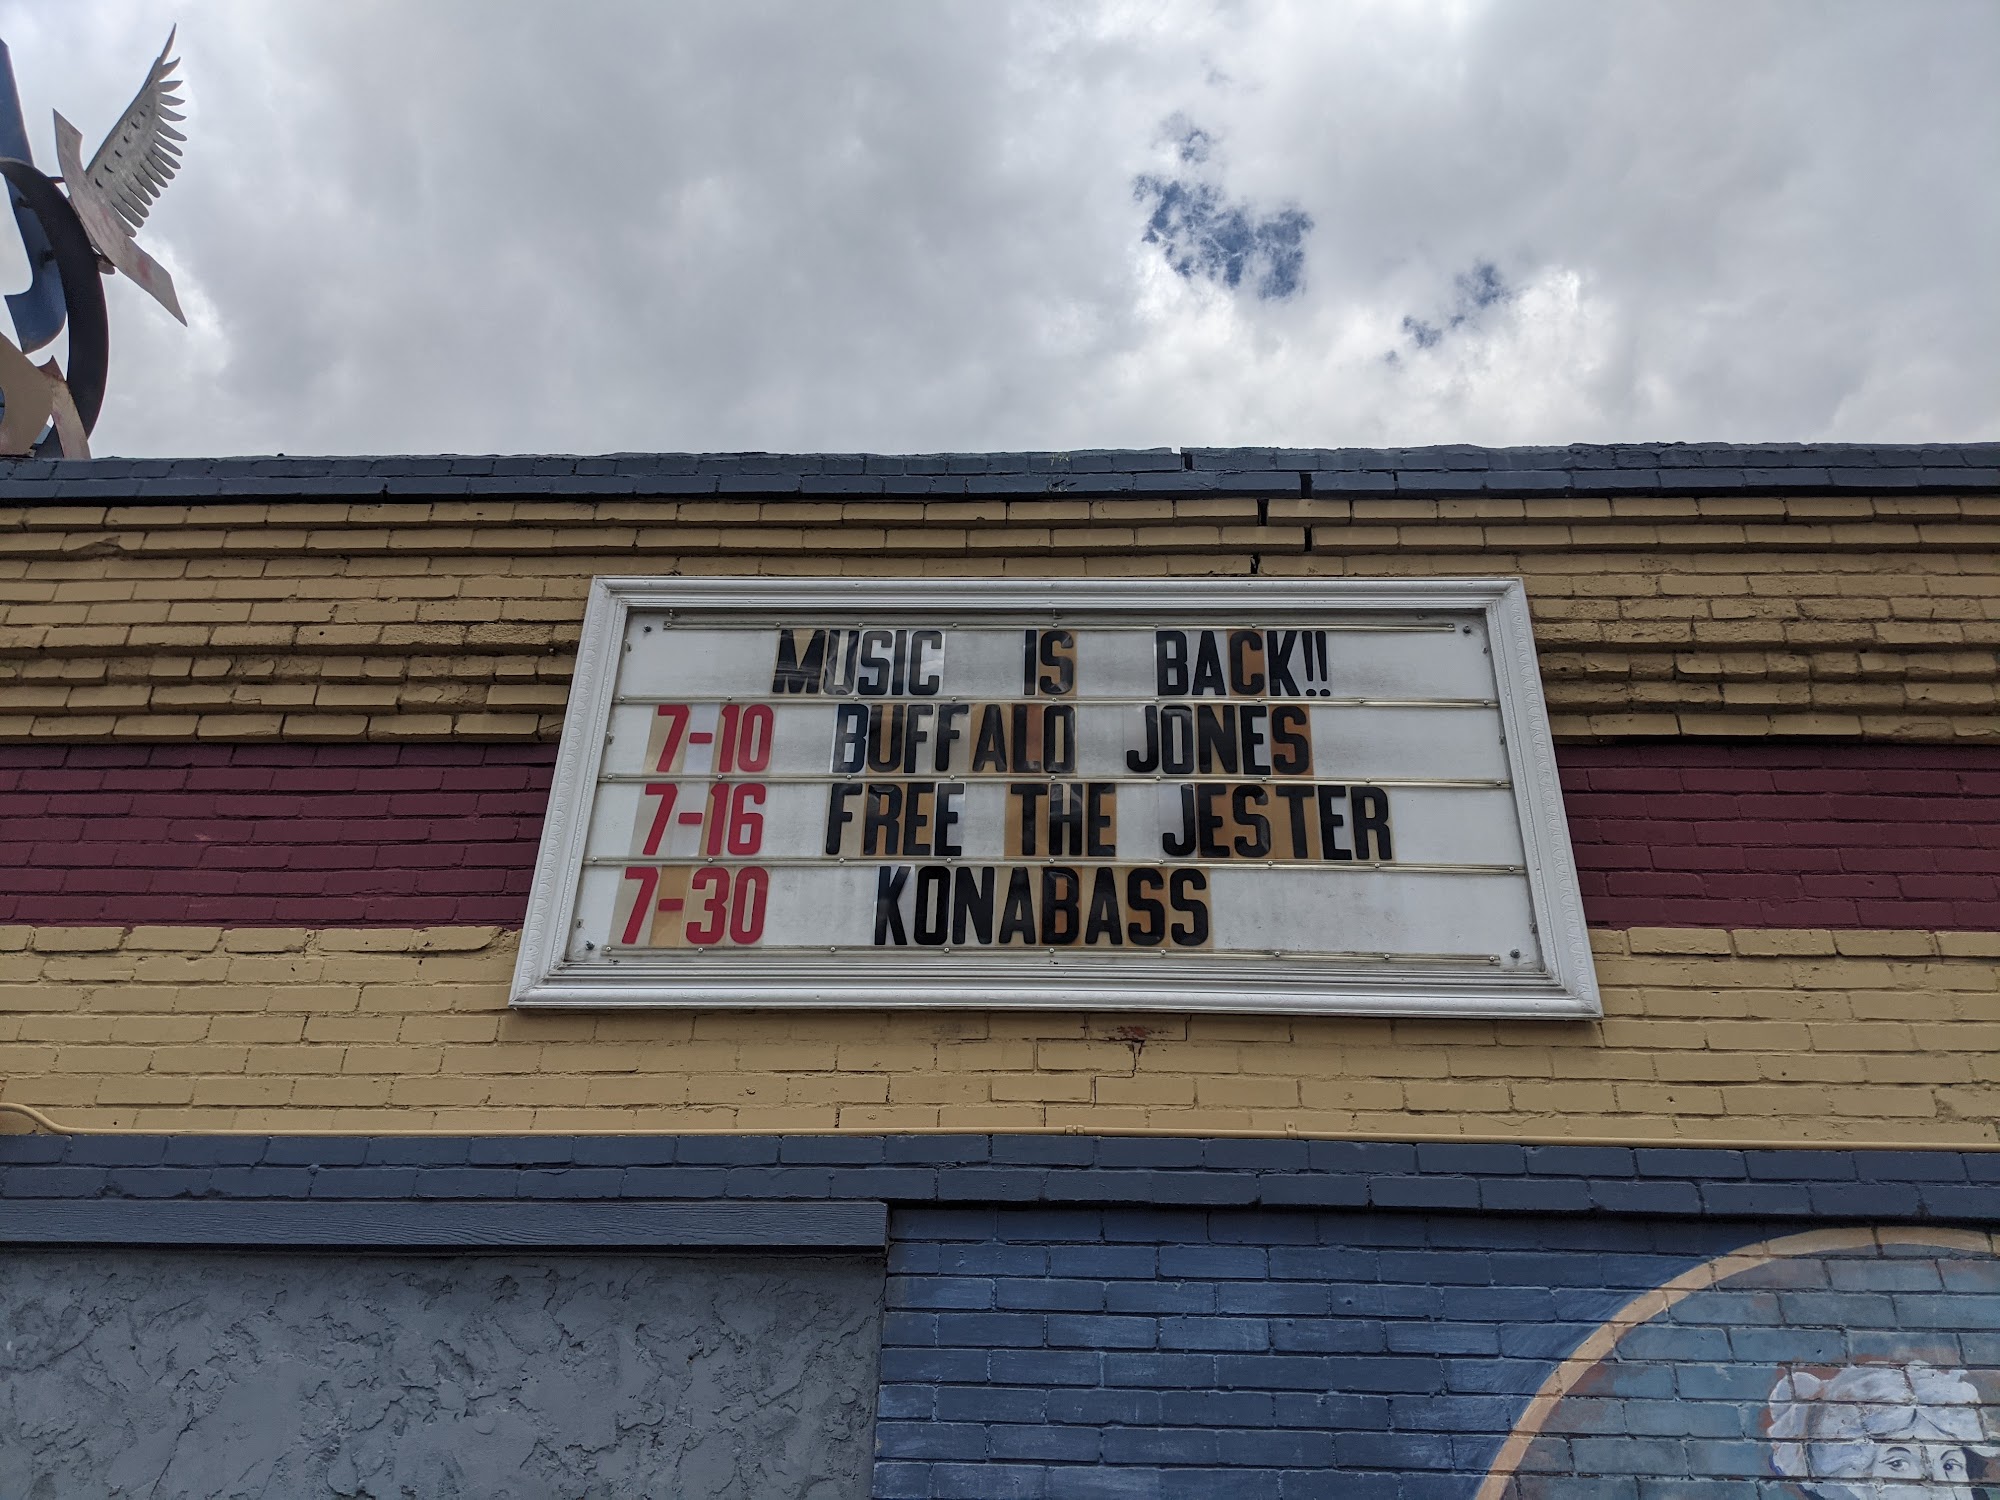 MUSIC IS BACK!!
7-10 BUFFALO JONES
7-16 FREE THE JESTER
7-30 KONABASS